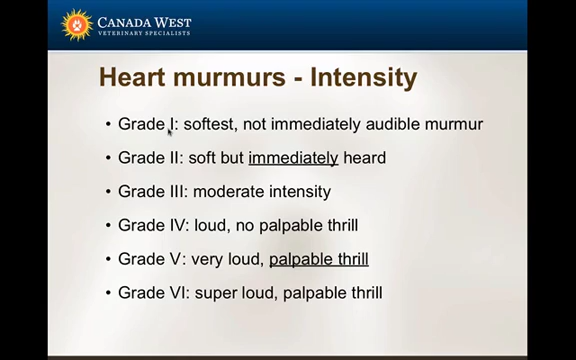 CANADA WEST
VETERINARY SPECIALISTS
Heart murmurs - Intensity
• Grade I: softest, not immediately audible murmur
• Grade II: soft but immediately heard
• Grade III: moderate intensity
• Grade IV: loud, no palpable thrill
• Grade V: very loud, palpable thrill
• Grade VI: super loud, palpable thrill